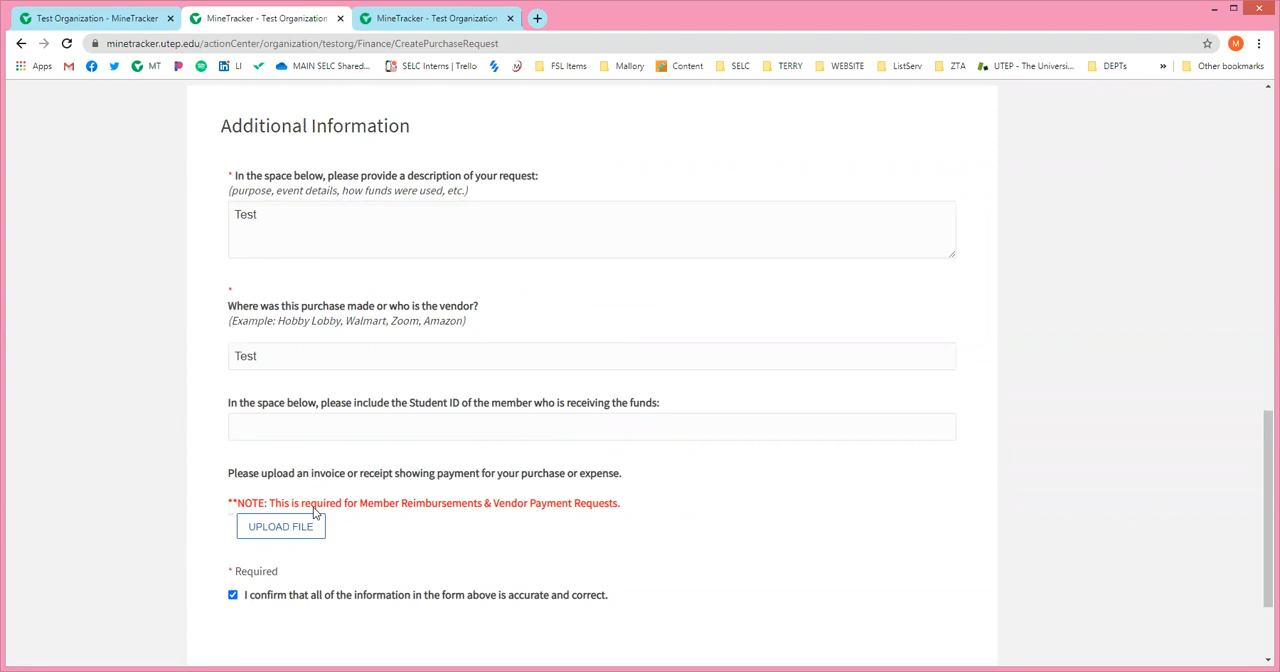 Test Organization - MineTracker
MineTracker - Test Organization
MineTracker - Test Organization
minetracker.utep.edu/actionCenter/organization/testorg/Finance/CreatePurchaseRequest
M
Apps MT LI MAIN SELC Shared... SELC Interns | Trello FSL Items Mallory Content SELC TERRY WEBSITE ListServ ZTA UTEP - The Universi... DEPTs » Other bookmarks
Additional Information
* In the space below, please provide a description of your request:
(purpose, event details, how funds were used, etc.)
Test
*
Where was this purchase made or who is the vendor?
(Example: Hobby Lobby, Walmart, Zoom, Amazon)
Test
In the space below, please include the Student ID of the member who is receiving the funds:
Please upload an invoice or receipt showing payment for your purchase or expense.
**NOTE: This is required for Member Reimbursements & Vendor Payment Requests.
UPLOAD FILE
* Required
I confirm that all of the information in the form above is accurate and correct.